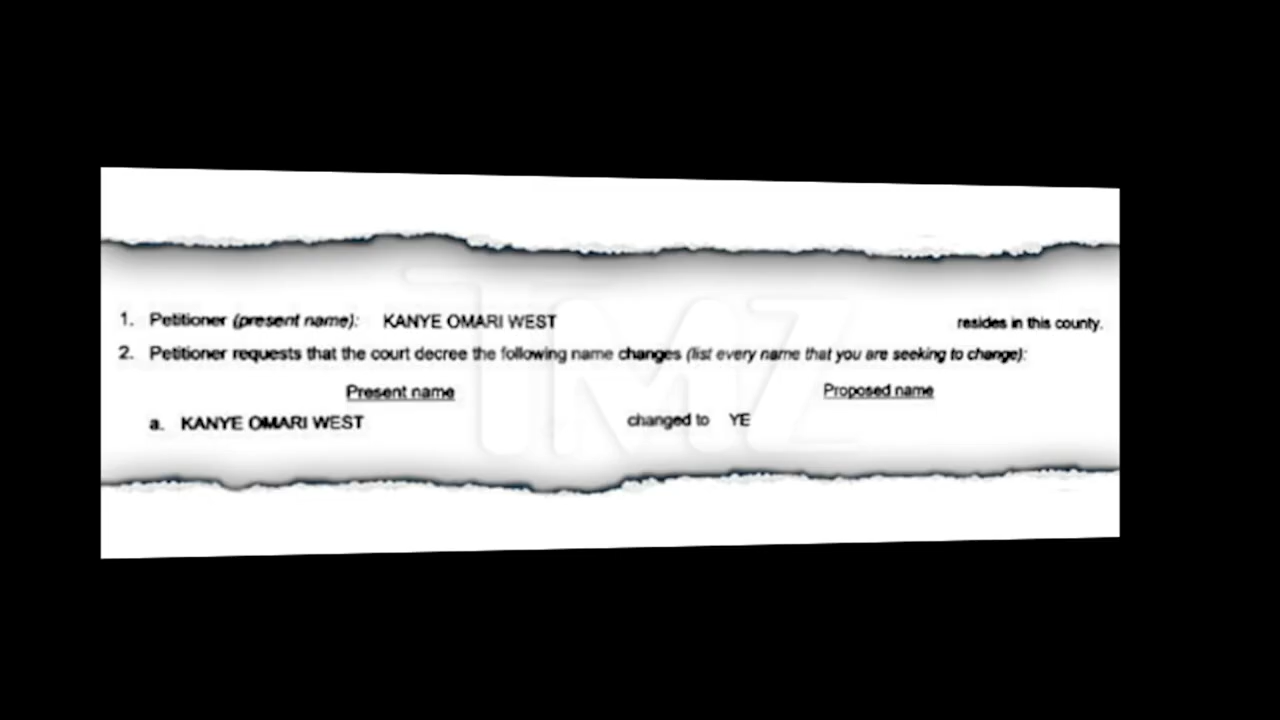 1. Petitioner (present name): KANYE OMARI WEST resides in this county.
2. Petitioner requests that the court decree the following name changes (list every name that you are seeking to change):
Present name Proposed name
a. KANYE OMARI WEST changed to YE
TMZ